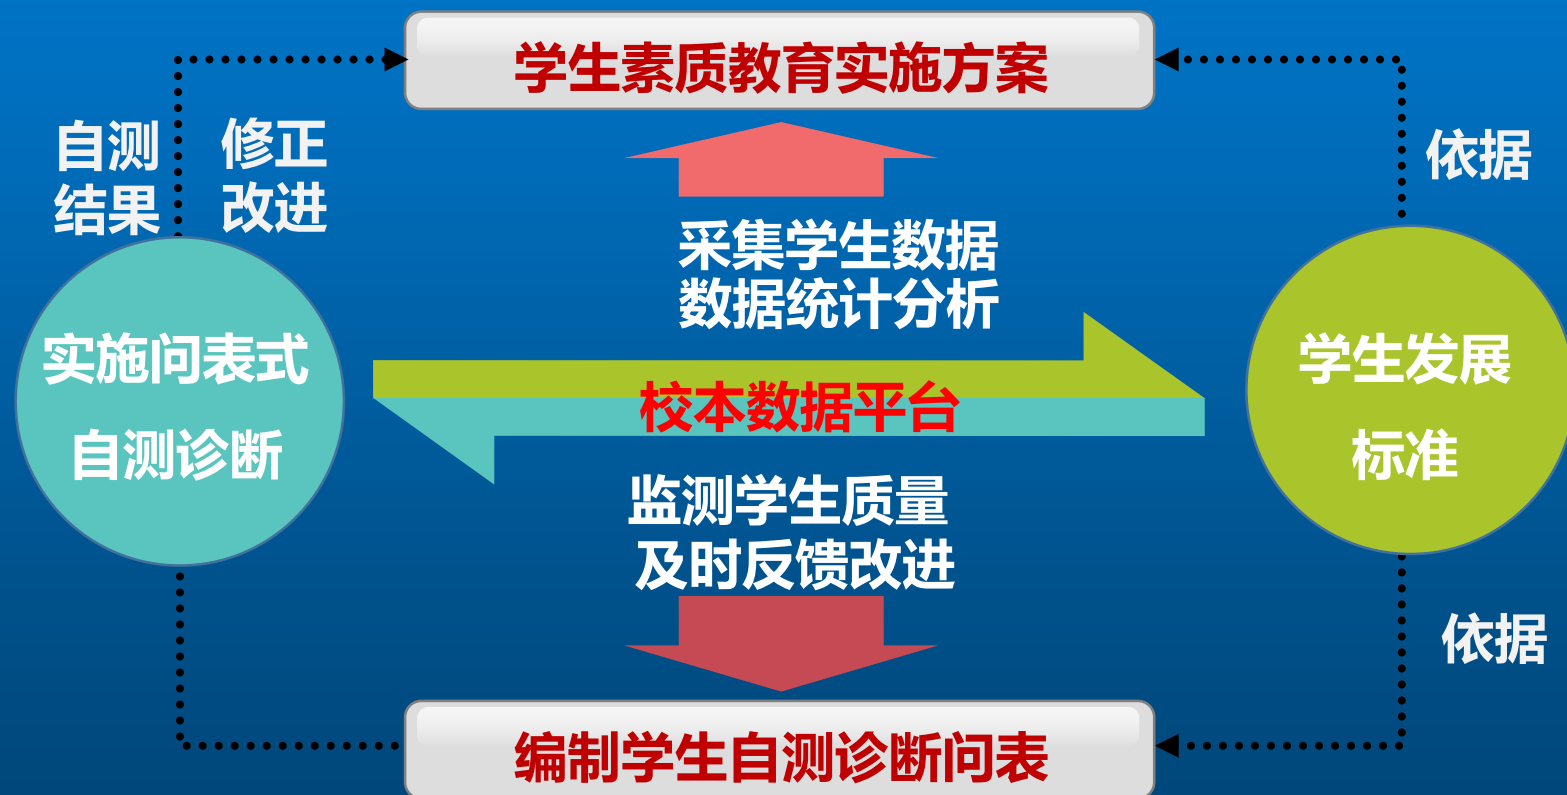 学生素质教育实施方案
自测
结果
修正
改进
依据
采集学生数据
数据统计分析
实施问表式
自测诊断
校本数据平台
学生发展
标准
监测学生质量
及时反馈改进
依据
编制学生自测诊断问表